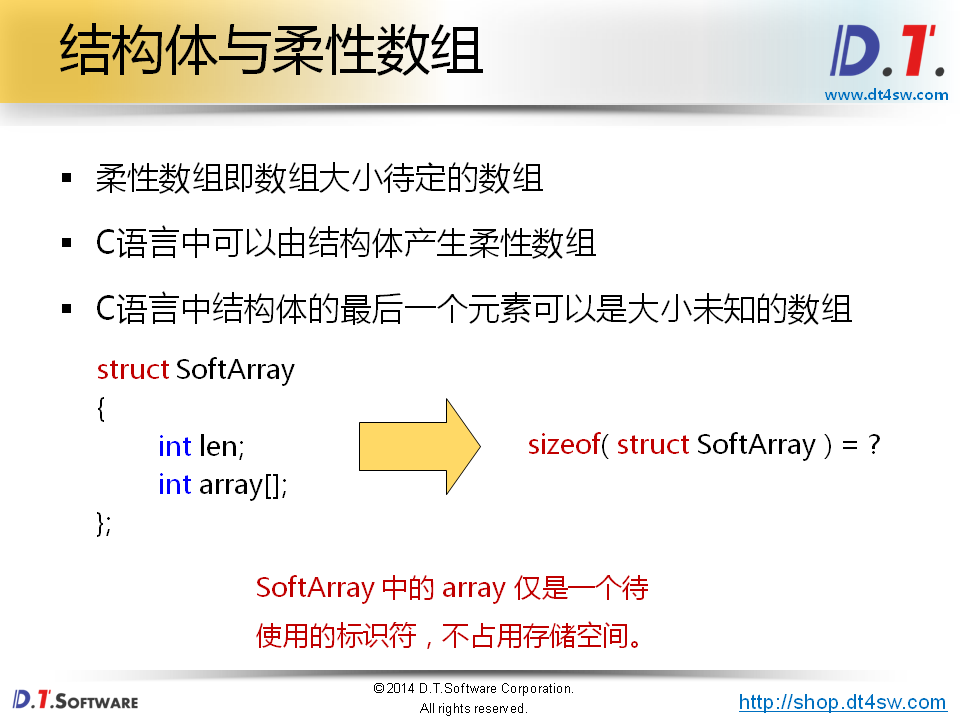 结构体与柔性数组
D.T.
www.dt4sw.com
▪ 柔性数组即数组大小待定的数组
▪ C语言中可以由结构体产生柔性数组
▪ C语言中结构体的最后一个元素可以是大小未知的数组
struct SoftArray
{
int len;
int array[];
};
sizeof( struct SoftArray ) = ?
SoftArray 中的 array 仅是一个待
使用的标识符，不占用存储空间。
D.T.SOFTWARE
©2014 D.T.Software Corporation.
All rights reserved.
http://shop.dt4sw.com